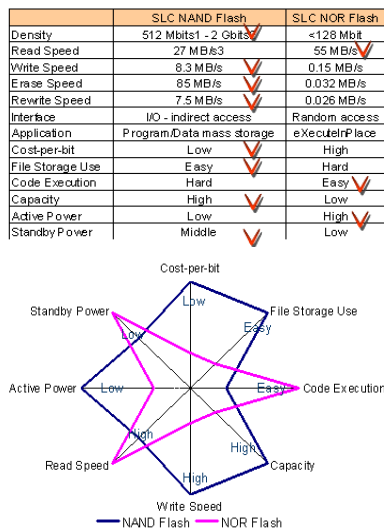 SLC NAND Flash SLC NOR Flash
Density 512 Mbits1 - 2 Gbits2 <128 Mbit
Read Speed 27 MB/s3 55 MB/s
Write Speed 8.3 MB/s 0.15 MB/s
Erase Speed 85 MB/s 0.032 MB/s
Rewrite Speed 7.5 MB/s 0.026 MB/s
Interface I/O - indirect access Random access
Application Program/Data mass storage eXecuteInPlace
Cost-per-bit Low High
File Storage Use Easy Hard
Code Execution Hard Easy
Capacity High Low
Active Power Low High
Standby Power Middle Low
Cost-per-bit
Low
Standby Power File Storage Use
Low Easy
Active Power Low Easy Code Execution
High High
Read Speed Capacity
High
Write Speed
NAND Flash NOR Flash